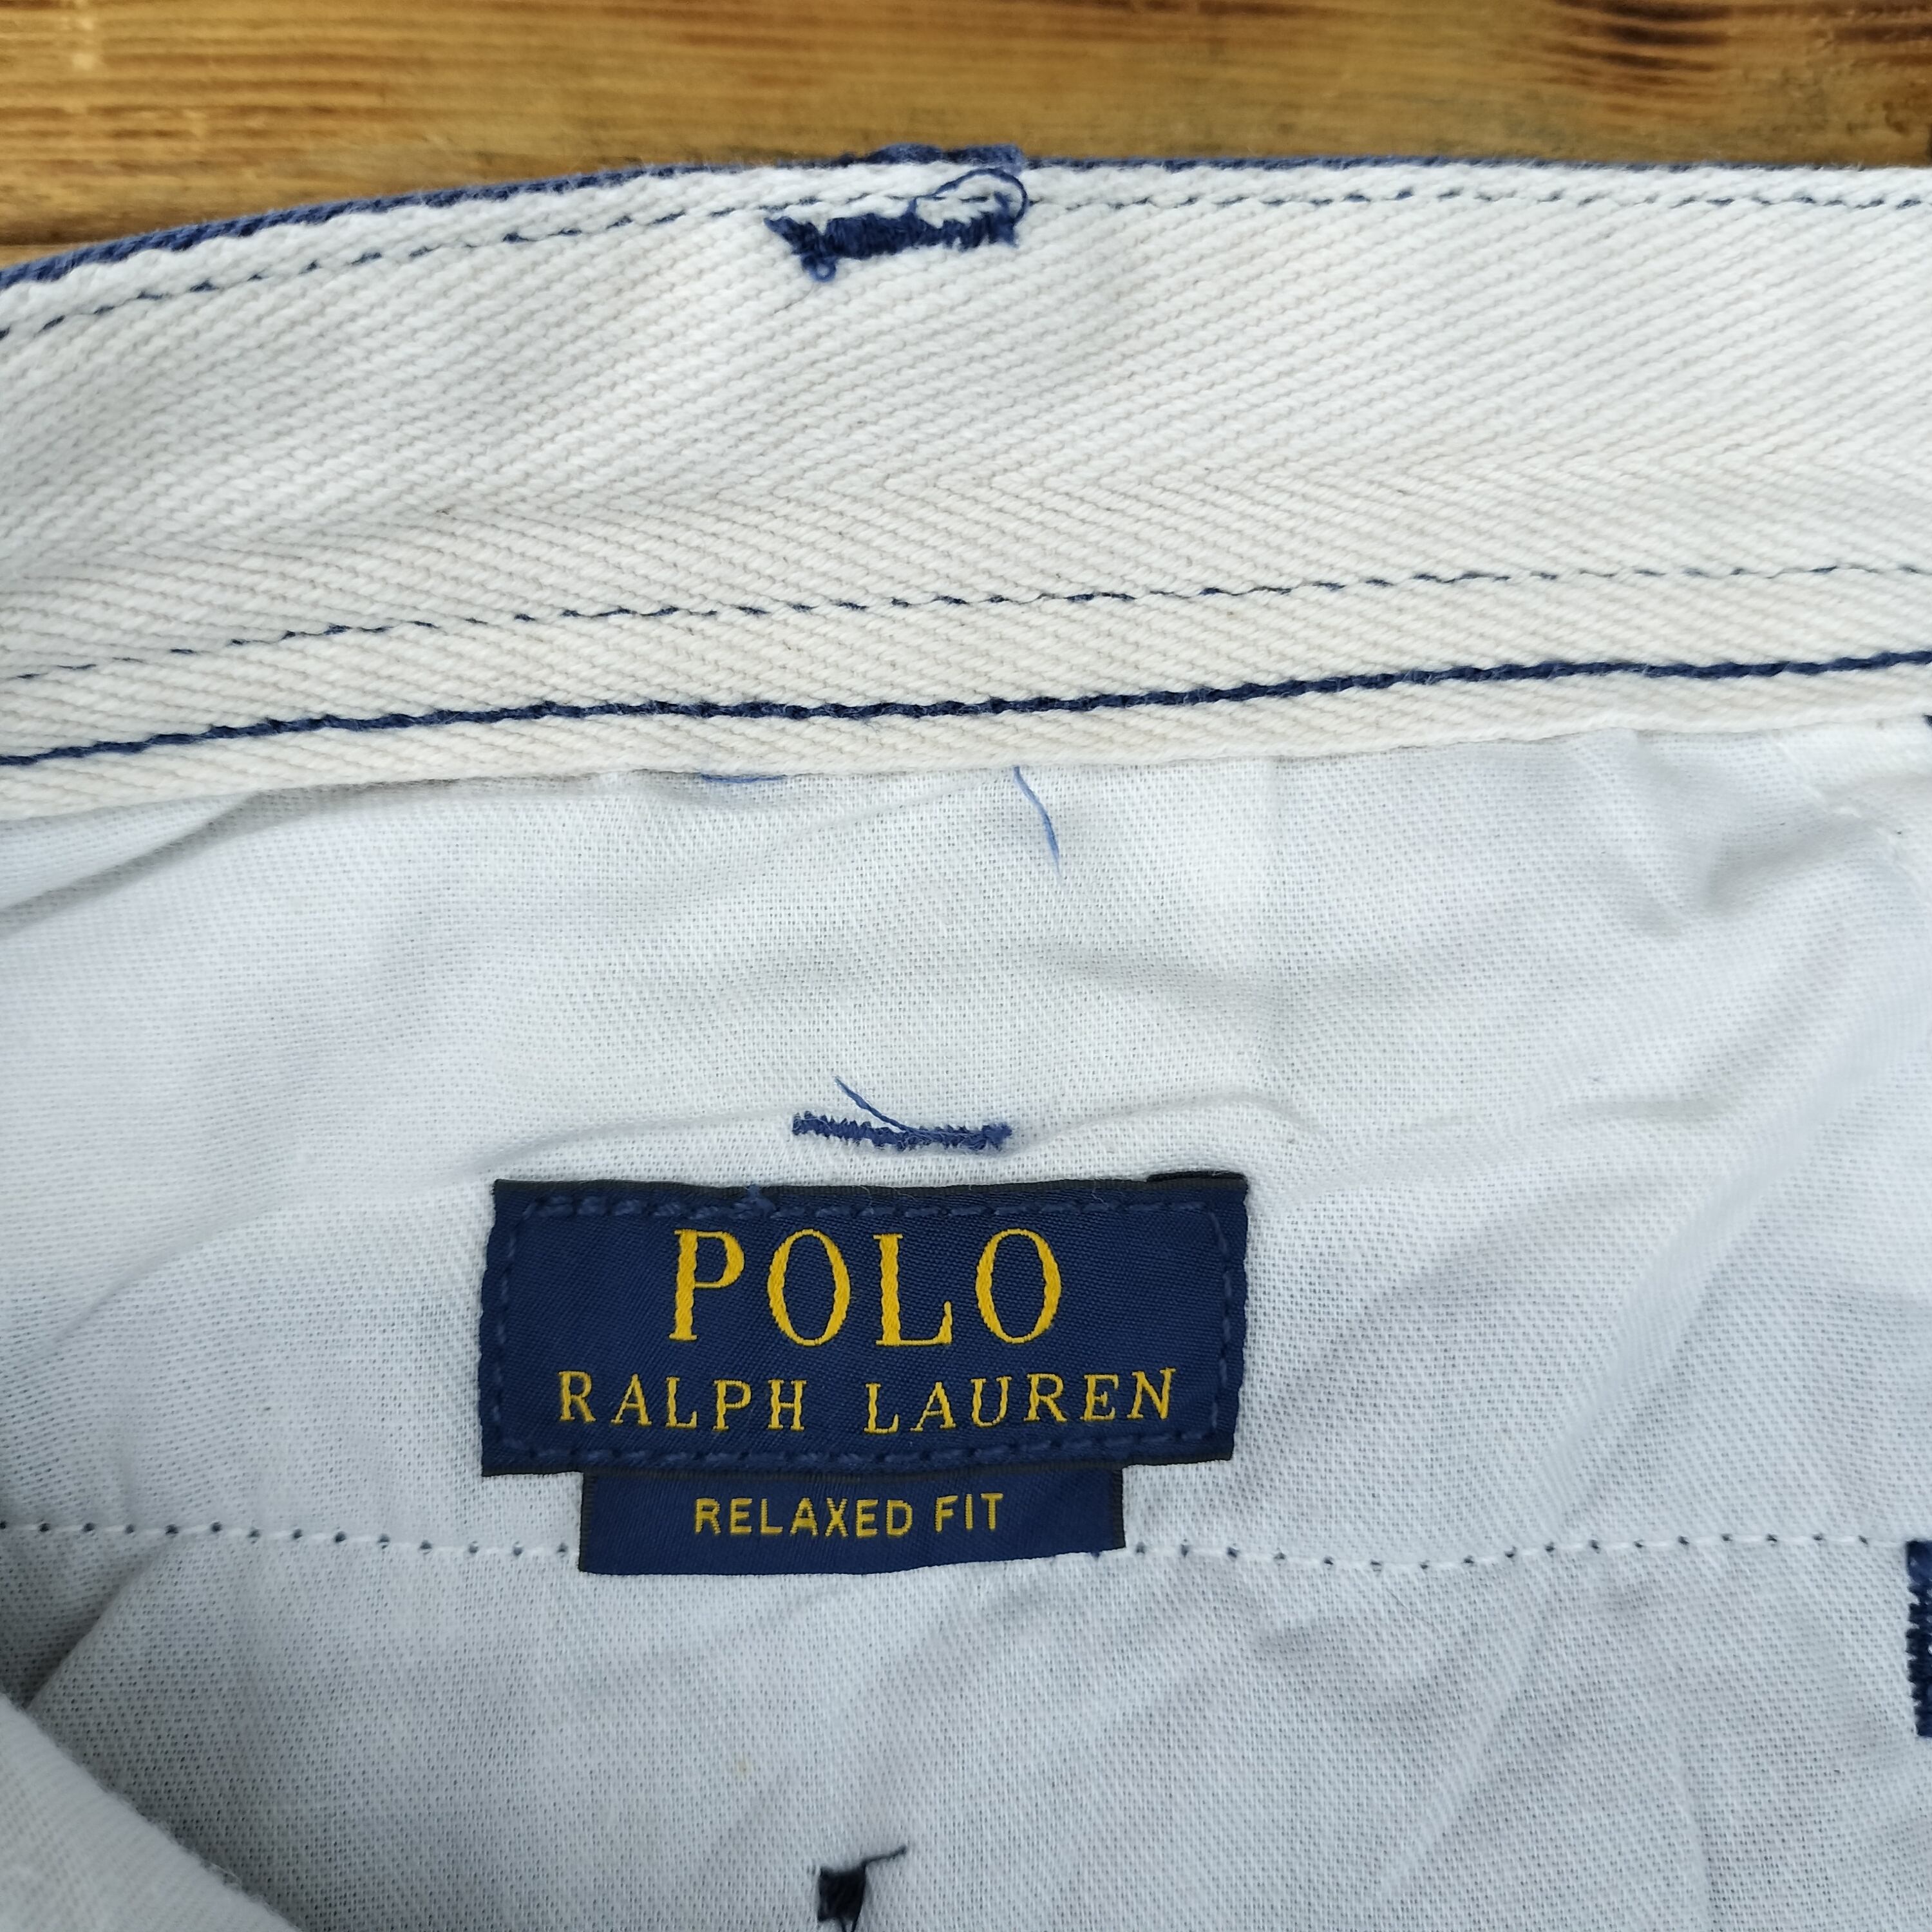 POLO
RALPH LAUREN
RELAXED FIT